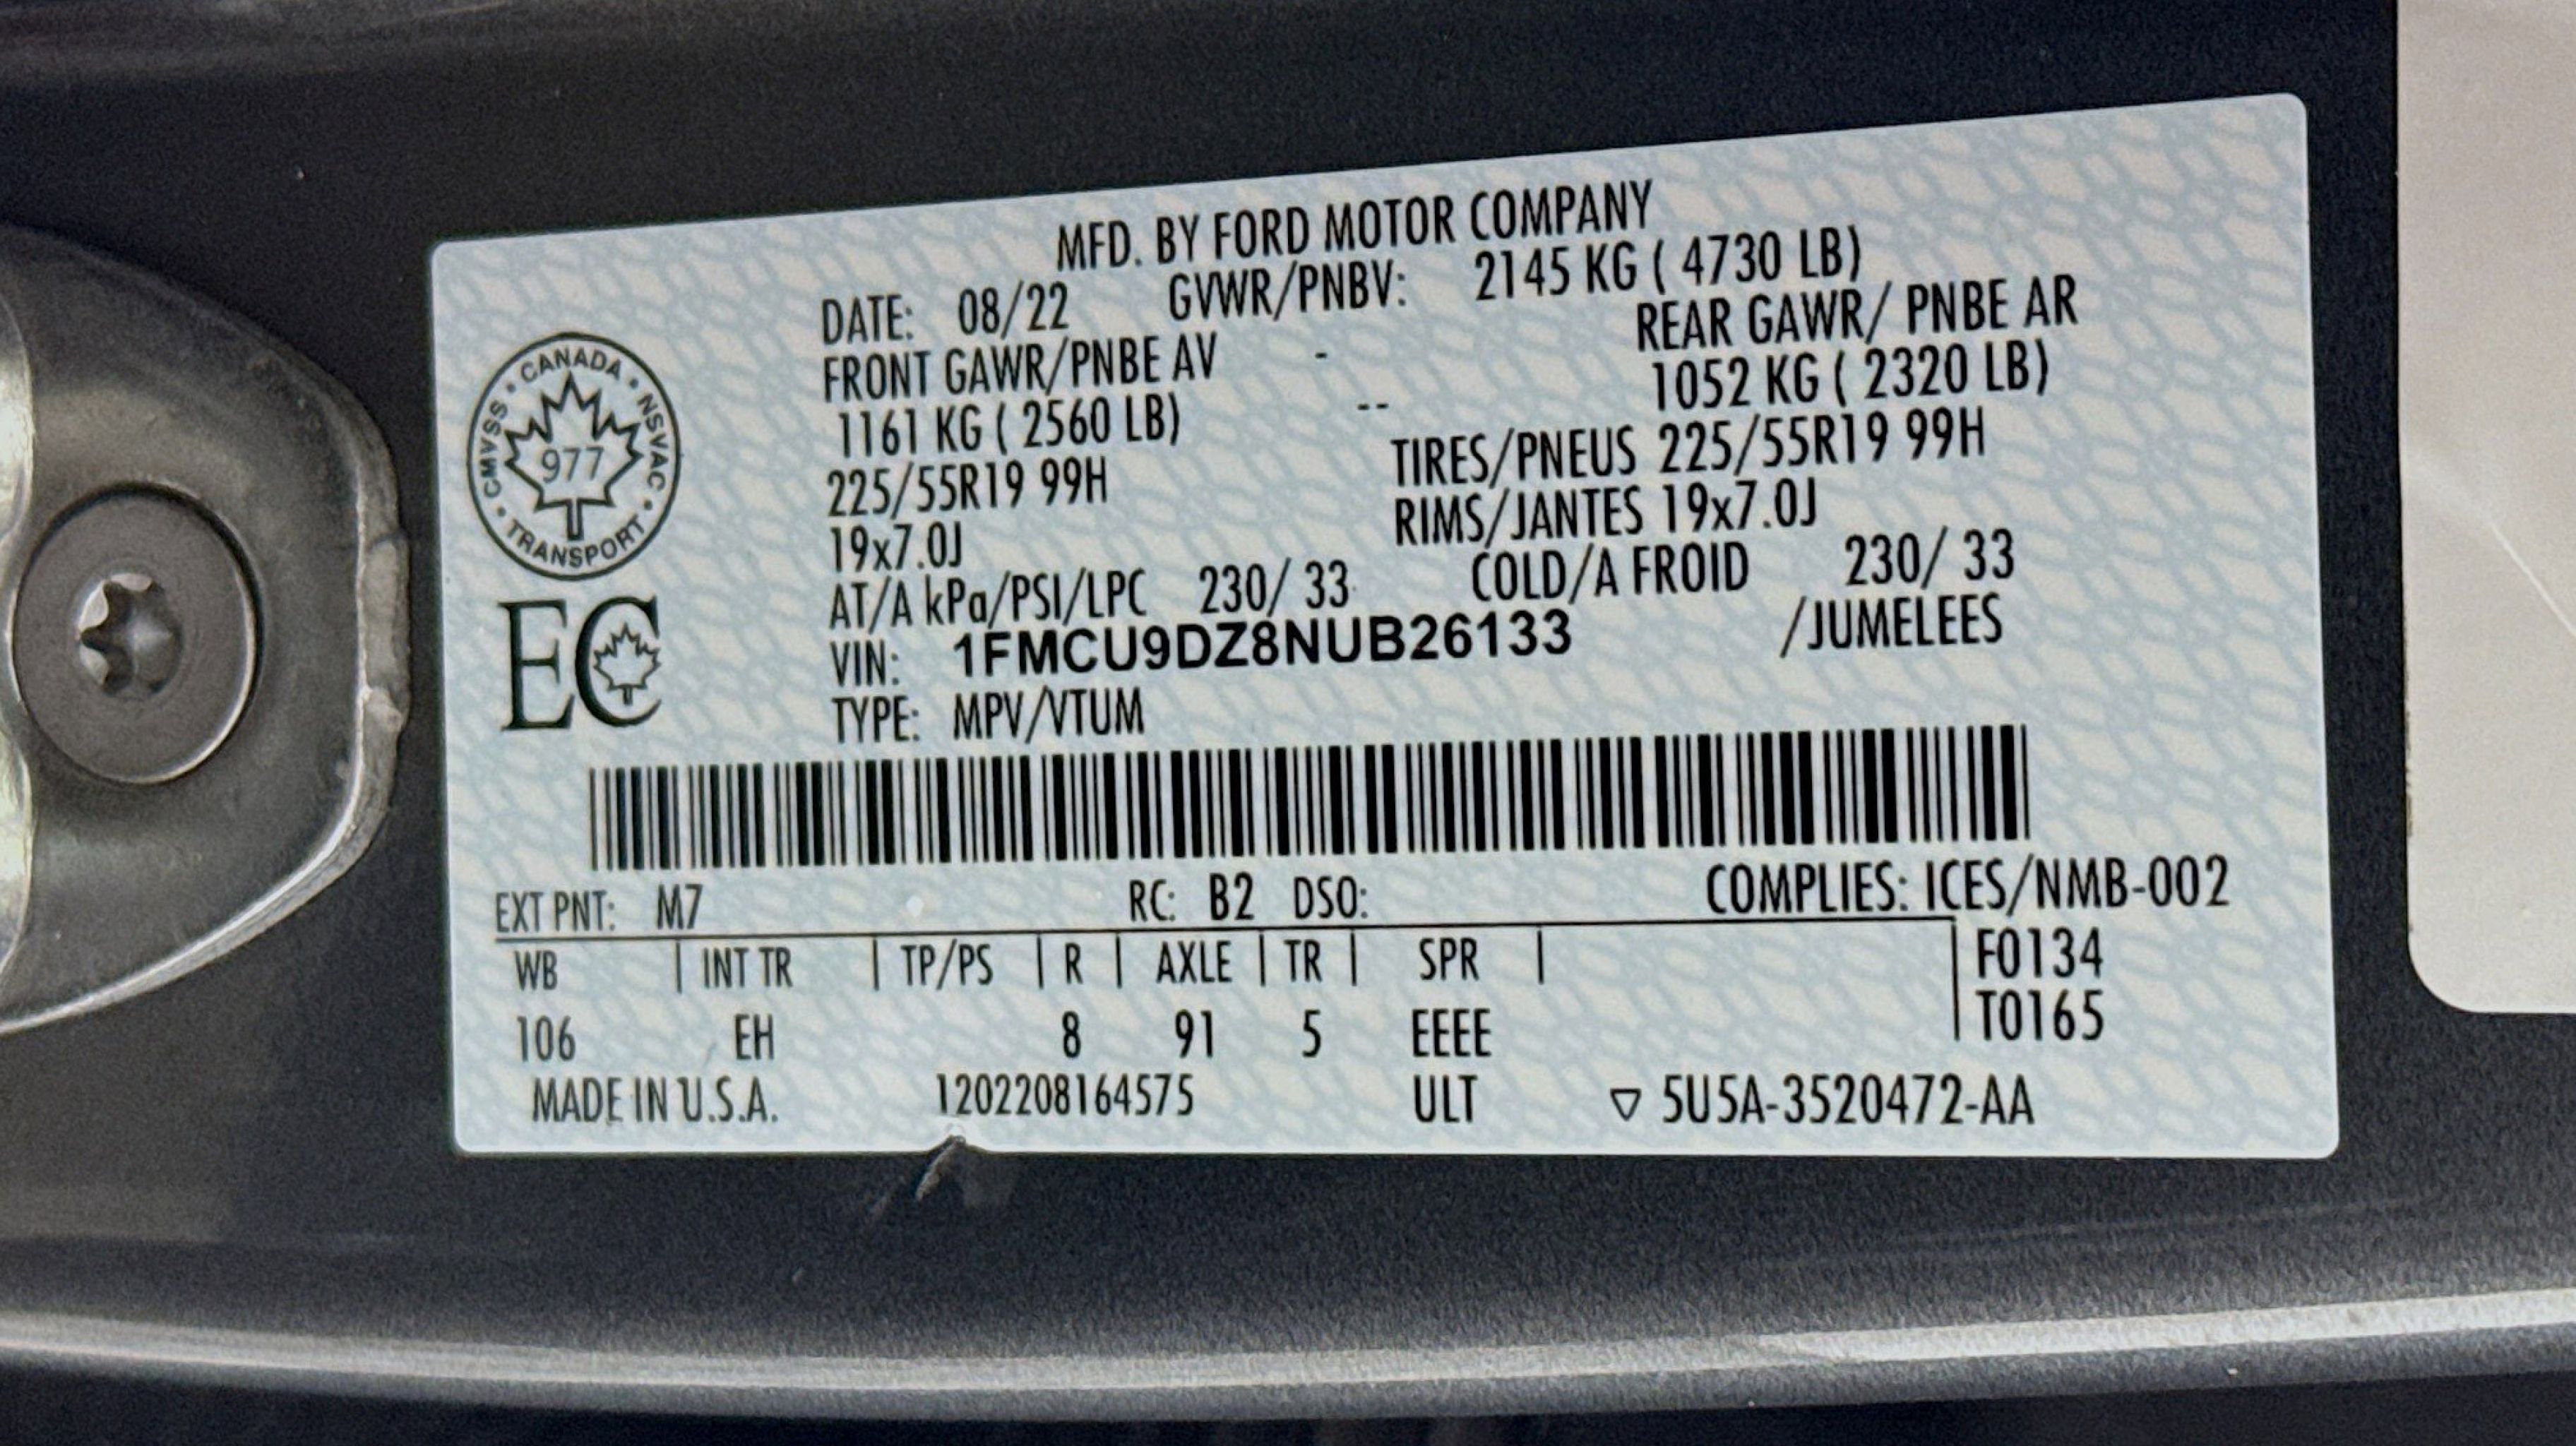 MFD. BY FORD MOTOR COMPANY
DATE: 08/22 GVWR/PNBV: 2145 KG ( 4730 LB)
FRONT GAWR/PNBE AV - REAR GAWR/ PNBE AR
1161 KG ( 2560 LB) -- 1052 KG ( 2320 LB)
225/55R19 99H TIRES/PNEUS 225/55R19 99H
19x7.0J RIMS/JANTES 19x7.0J
AT/A kPa/PSI/LPC 230/ 33 COLD/A FROID 230/ 33
VIN: 1FMCU9DZ8NUB26133 /JUMELEES
TYPE: MPV/VTUM
CANADA • NSVAC • TRANSPORT • CMVSS •
977
EC
EXT PNT: M7 RC: B2 DSO: COMPLIES: ICES/NMB-002
WB | INT TR | TP/PS | R | AXLE | TR | SPR | F0134
T0165
106 EH 8 91 5 EEEE
MADE IN U.S.A. 1202208164575 ULT ▽ 5U5A-3520472-AA